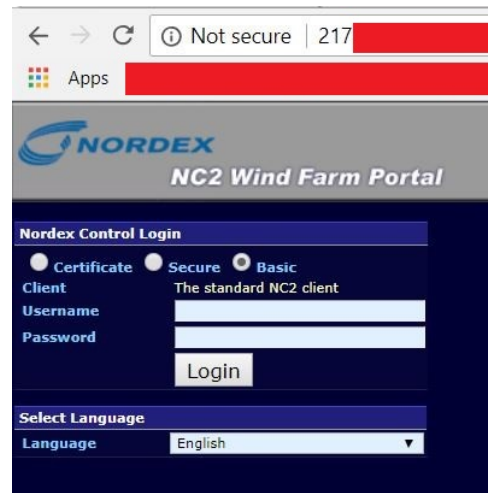 Not secure 217
Apps
NORDEX
NC2 Wind Farm Portal
Nordex Control Login
Certificate Secure Basic
Client The standard NC2 client
Username
Password
Login
Select Language
Language English